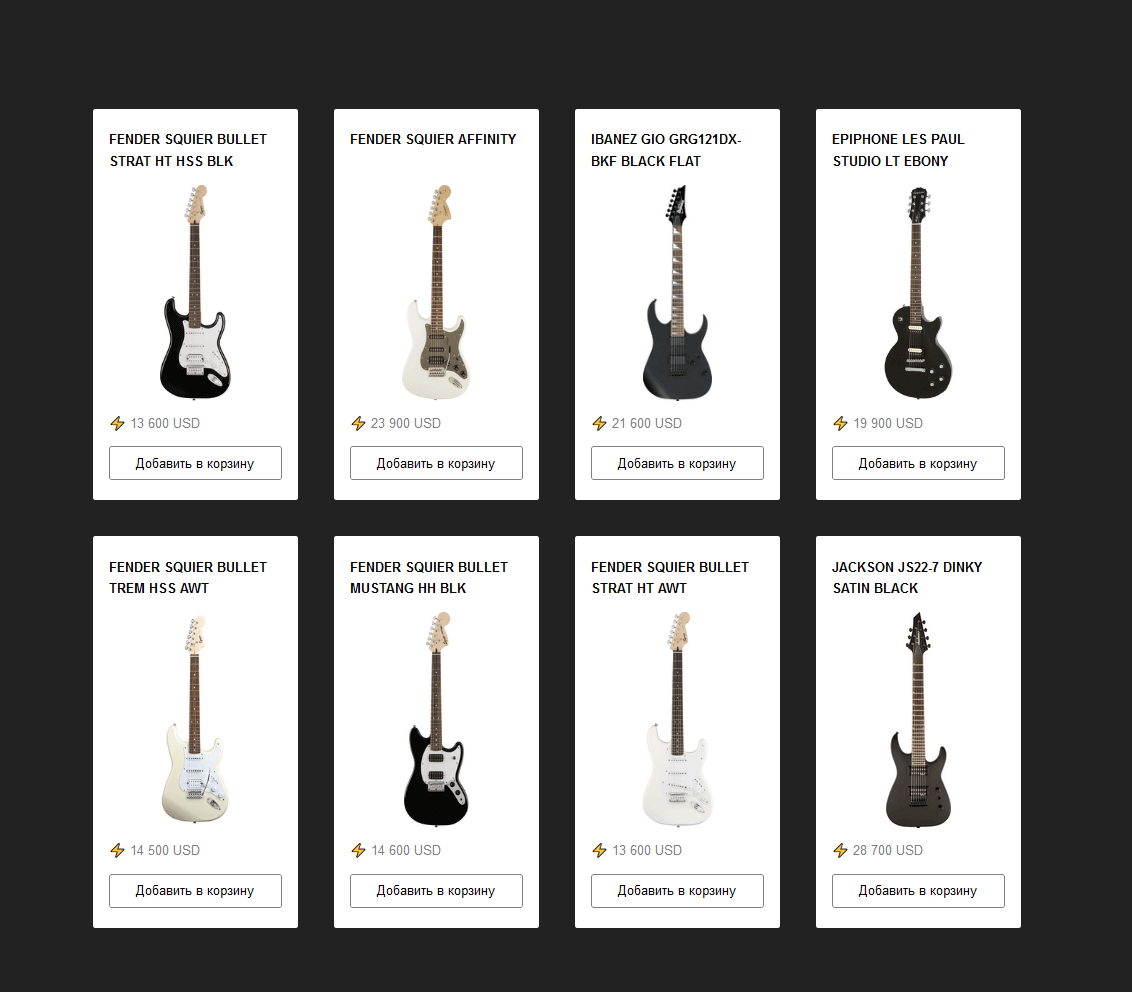 FENDER SQUIER BULLET
STRAT HT HSS BLK
13 600 USD
Добавить в корзину
FENDER SQUIER AFFINITY
23 900 USD
Добавить в корзину
IBANEZ GIO GRG121DX-
BKF BLACK FLAT
21 600 USD
Добавить в корзину
EPIPHONE LES PAUL
STUDIO LT EBONY
19 900 USD
Добавить в корзину
FENDER SQUIER BULLET
TREM HSS AWT
14 500 USD
Добавить в корзину
FENDER SQUIER BULLET
MUSTANG HH BLK
14 600 USD
Добавить в корзину
FENDER SQUIER BULLET
STRAT HT AWT
13 600 USD
Добавить в корзину
JACKSON JS22-7 DINKY
SATIN BLACK
28 700 USD
Добавить в корзину